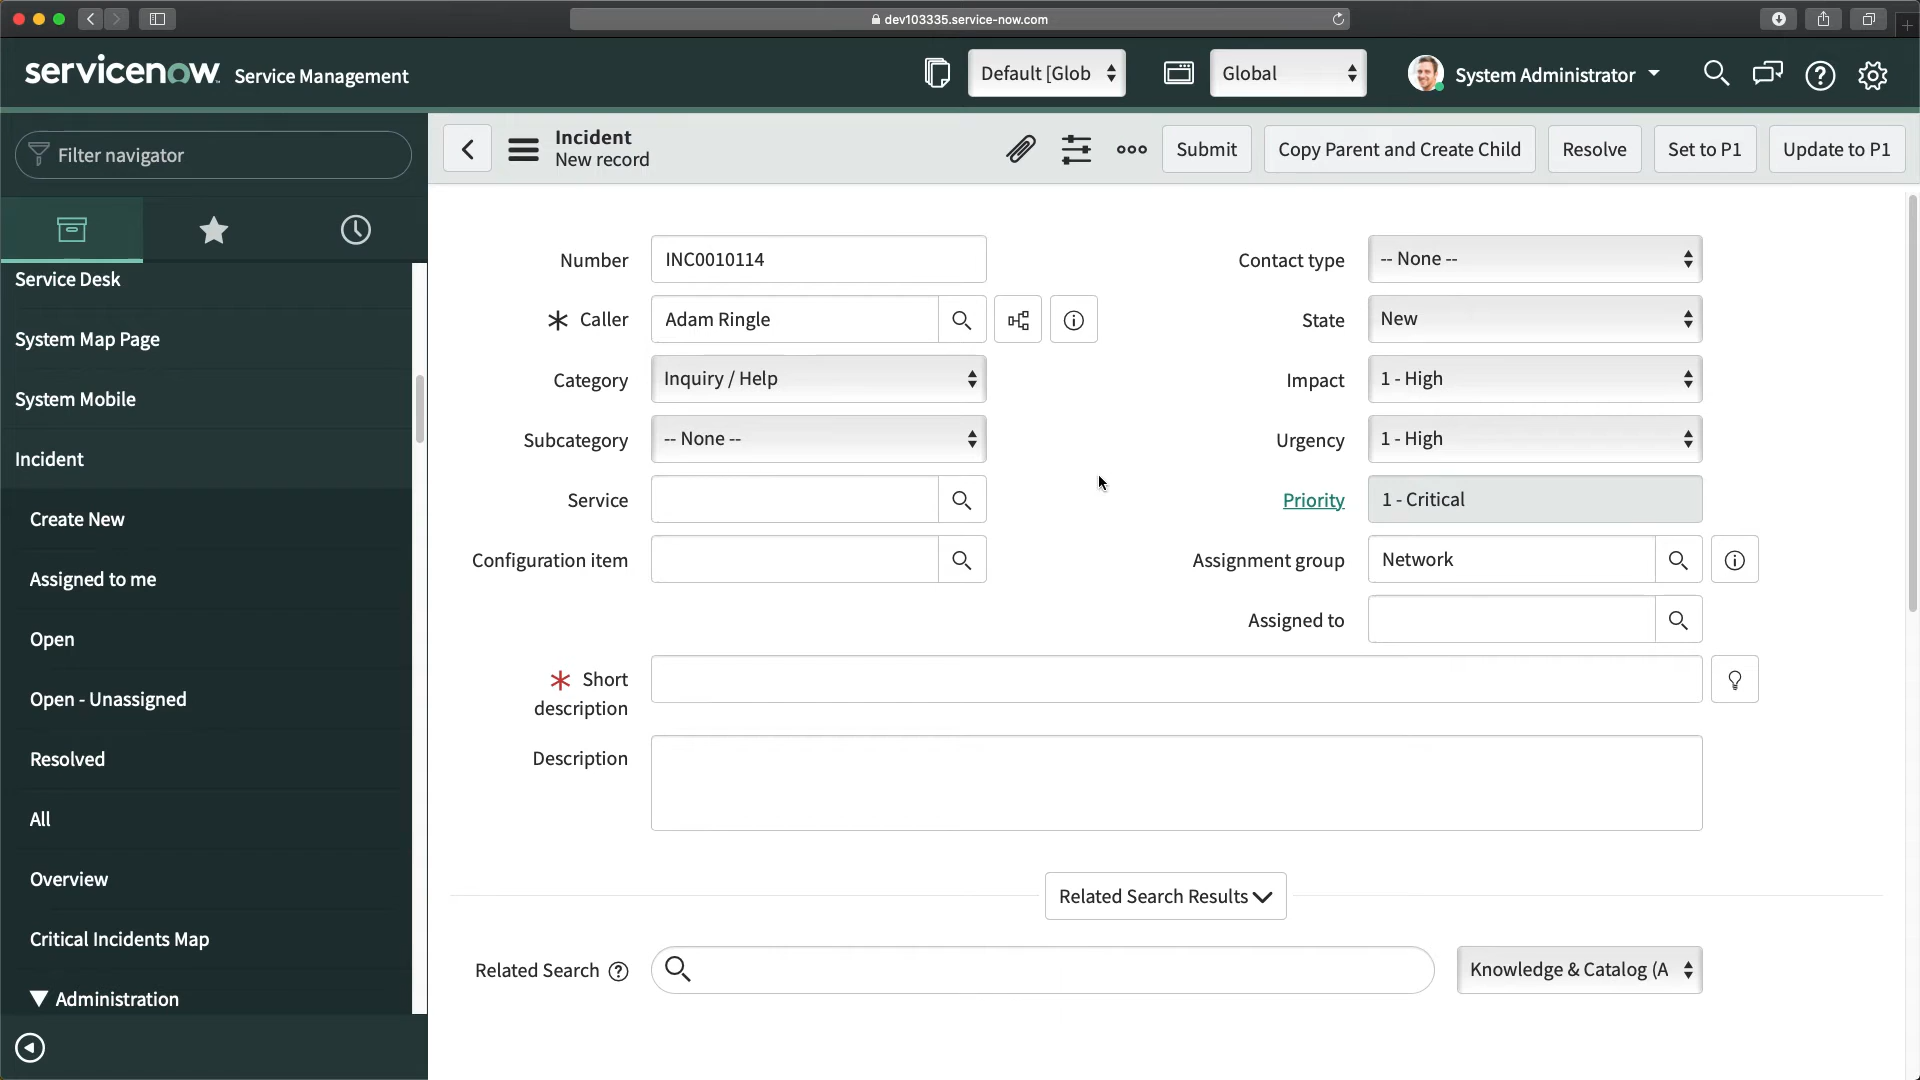 dev103335.service-now.com
servicenow Service Management
Default [Glob
Global
System Administrator
Filter navigator
Incident
New record
Submit
Copy Parent and Create Child
Resolve
Set to P1
Update to P1
Service Desk
System Map Page
System Mobile
Incident
Create New
Assigned to me
Open
Open - Unassigned
Resolved
All
Overview
Critical Incidents Map
Administration
Number INC0010114
Caller Adam Ringle
Category Inquiry / Help
Subcategory -- None --
Service
Configuration item
Contact type -- None --
State New
Impact 1 - High
Urgency 1 - High
Priority 1 - Critical
Assignment group Network
Assigned to
Short
description
Description
Related Search Results
Related Search
Knowledge & Catalog (A